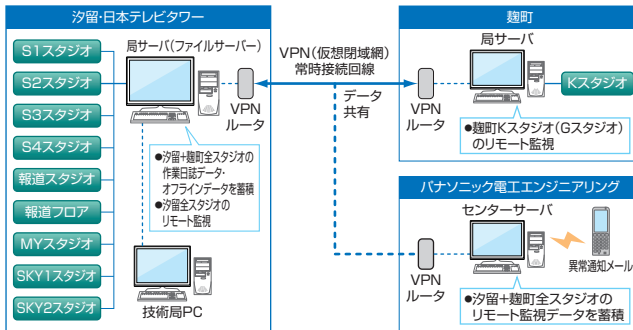 汐留・日本テレビタワー
S1スタジオ
S2スタジオ
S3スタジオ
S4スタジオ
報道スタジオ
報道フロア
MYスタジオ
SKY1スタジオ
SKY2スタジオ
局サーバ(ファイルサーバー)
VPN
ルータ
●汐留+麹町全スタジオの
作業日誌データ・
オフラインデータを蓄積
●汐留全スタジオの
リモート監視
技術局PC
VPN(仮想閉域網)
常時接続回線
データ
共有
麹町
局サーバ
VPN
ルータ
Kスタジオ
●麹町Kスタジオ(Gスタジオ)
のリモート監視
パナソニック電工エンジニアリング
センターサーバ
VPN
ルータ
異常通知メール
●汐留+麹町全スタジオの
リモート監視データを蓄積